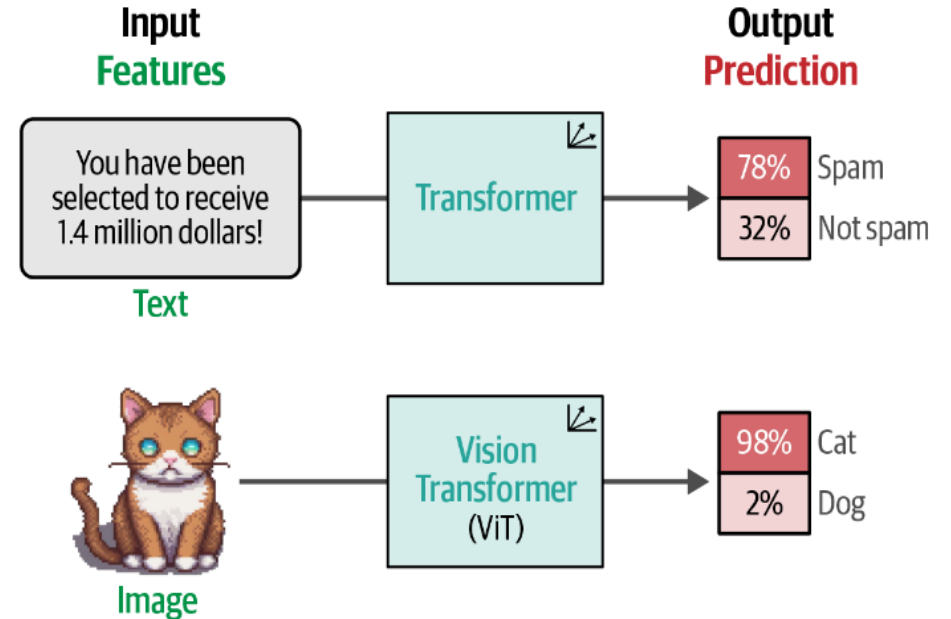 Input
Features
Output
Prediction
You have been
selected to receive
1.4 million dollars!
Text
Transformer
78% Spam
32% Not spam
Image
Vision
Transformer
(ViT)
98% Cat
2% Dog